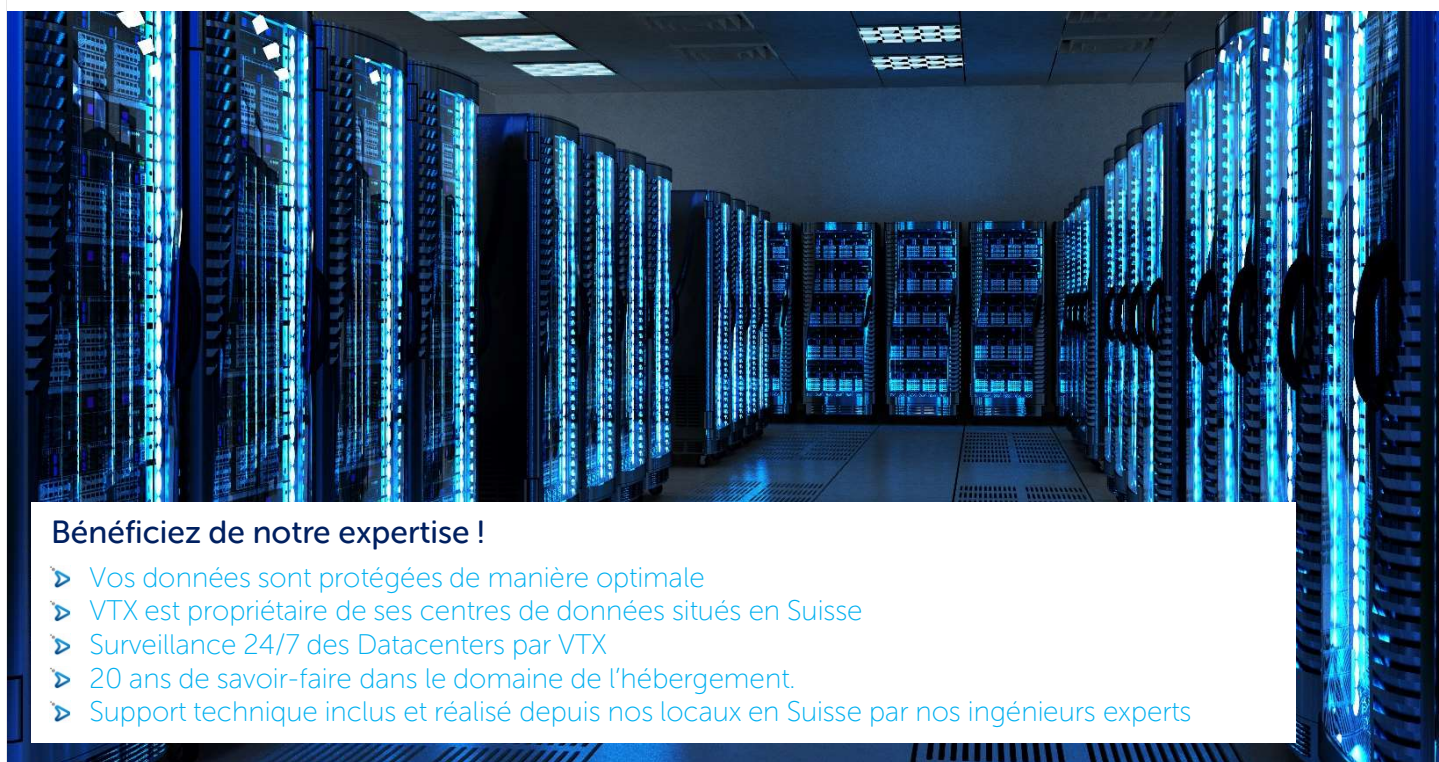 Bénéficiez de notre expertise !
Vos données sont protégées de manière optimale
VTX est propriétaire de ses centres de données situés en Suisse
Surveillance 24/7 des Datacenters par VTX
20 ans de savoir-faire dans le domaine de l’hébergement.
Support technique inclus et réalisé depuis nos locaux en Suisse par nos ingénieurs experts